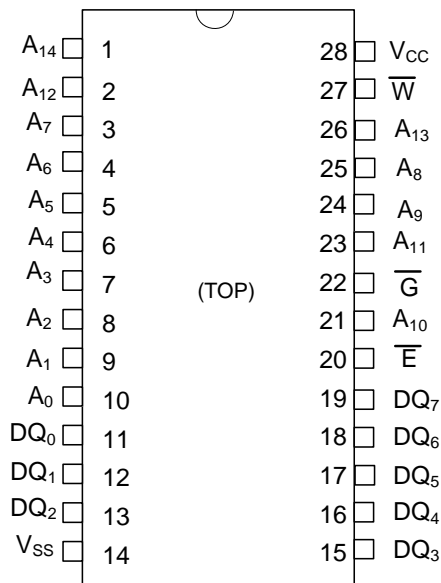 A14 1 28 VCC
A12 2 27 W
A7 3 26 A13
A6 4 25 A8
A5 5 24 A9
A4 6 23 A11
A3 7 22 G
(TOP)
A2 8 21 A10
A1 9 20 E
A0 10 19 DQ7
DQ0 11 18 DQ6
DQ1 12 17 DQ5
DQ2 13 16 DQ4
VSS 14 15 DQ3